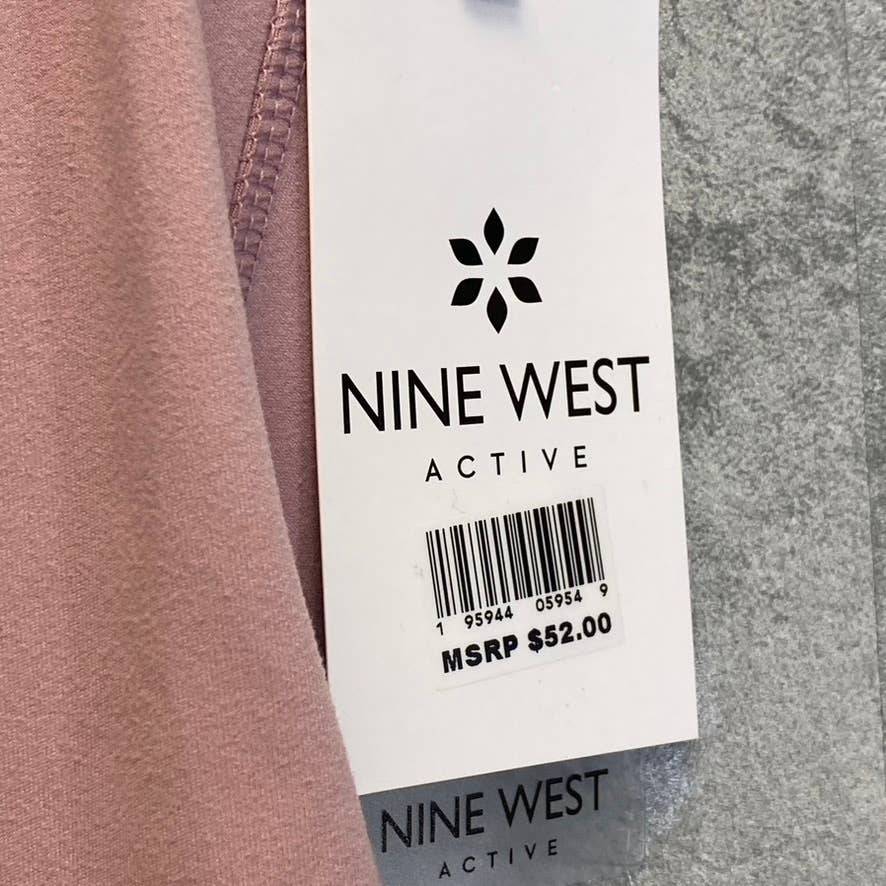 NINE WEST
ACTIVE
1 95944 05954 9
MSRP $52.00
NINE WEST
ACTIVE